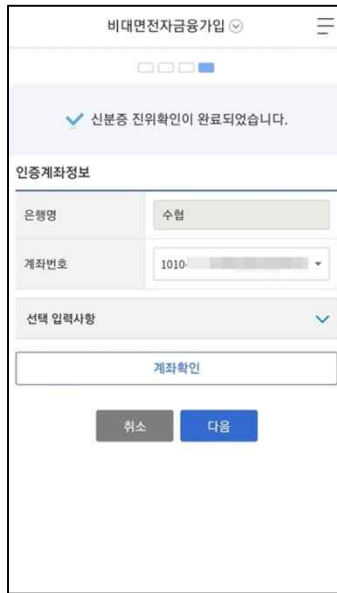 비대면전자금융가입
신분증 진위확인이 완료되었습니다.
인증계좌정보
은행명 수협
계좌번호 1010-
선택 입력사항
계좌확인
취소 다음